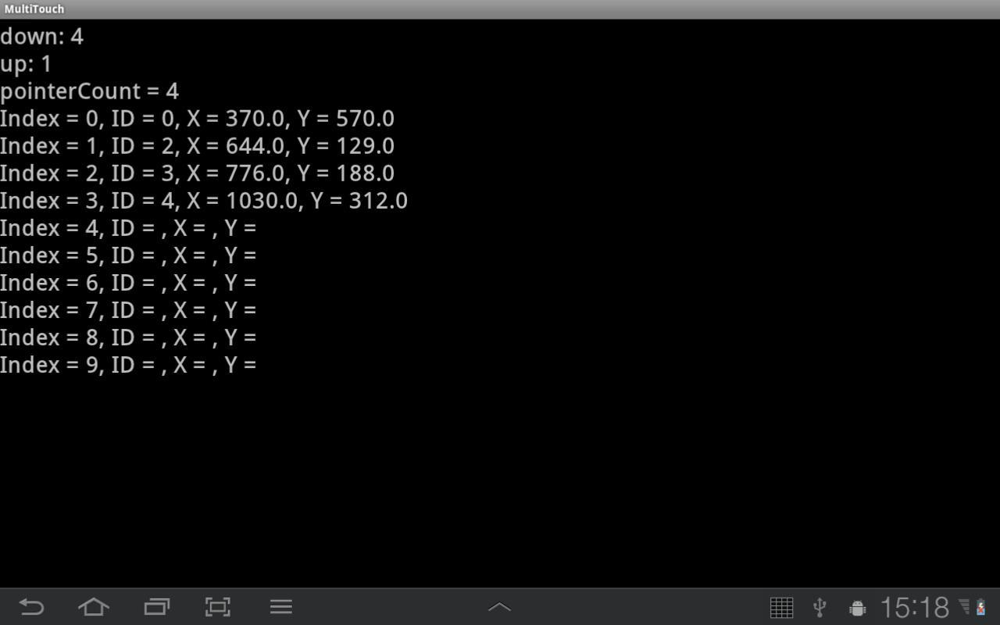 MultiTouch
down: 4
up: 1
pointerCount = 4
Index = 0, ID = 0, X = 370.0, Y = 570.0
Index = 1, ID = 2, X = 644.0, Y = 129.0
Index = 2, ID = 3, X = 776.0, Y = 188.0
Index = 3, ID = 4, X = 1030.0, Y = 312.0
Index = 4, ID = , X = , Y =
Index = 5, ID = , X = , Y =
Index = 6, ID = , X = , Y =
Index = 7, ID = , X = , Y =
Index = 8, ID = , X = , Y =
Index = 9, ID = , X = , Y =
15:18